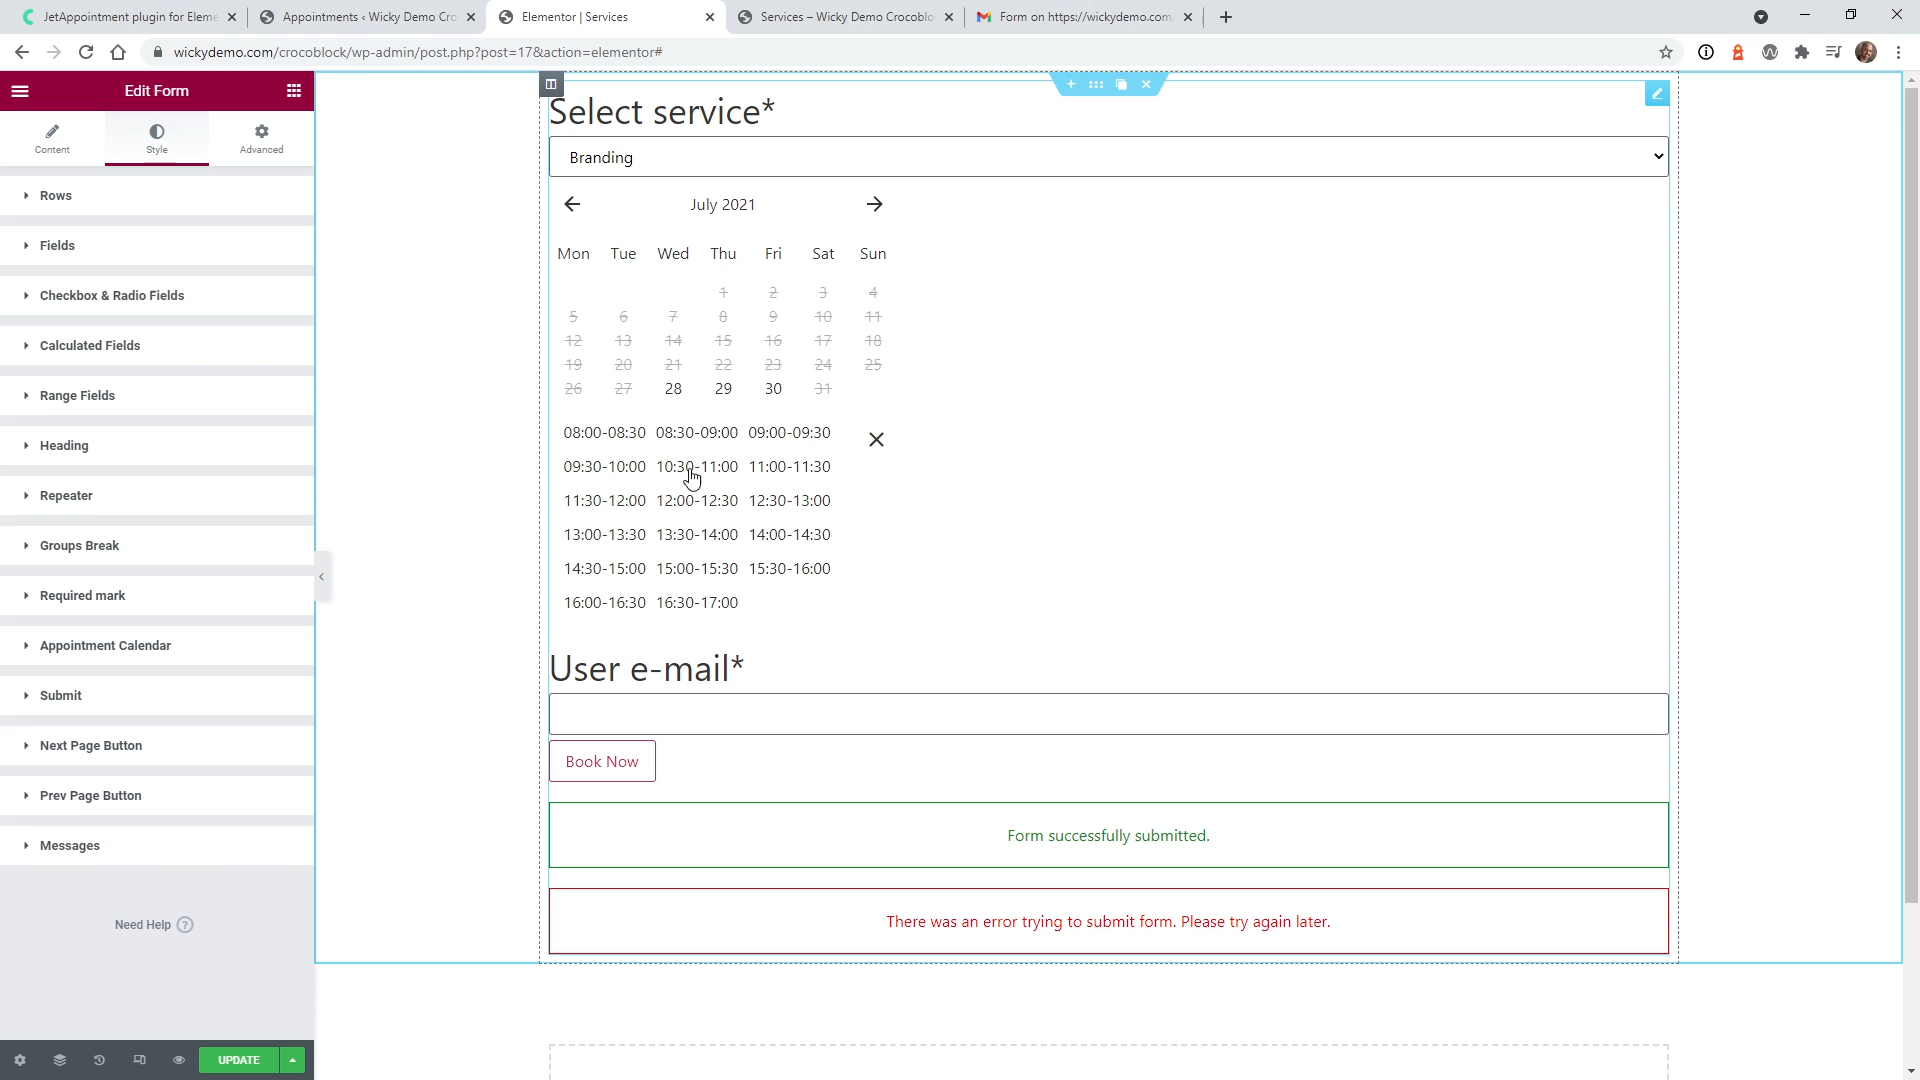 JetAppointment plugin for Eleme
Appointments ‹ Wicky Demo Cro
Elementor | Services
Services – Wicky Demo Crocoblo
Form on https://wickydemo.com
wickydemo.com/crocoblock/wp-admin/post.php?post=17&action=elementor#
Edit Form
Content
Style
Advanced
Rows
Fields
Checkbox & Radio Fields
Calculated Fields
Range Fields
Heading
Repeater
Groups Break
Required mark
Appointment Calendar
Submit
Next Page Button
Prev Page Button
Messages
Need Help ?
UPDATE
Select service*
Branding
July 2021
Mon Tue Wed Thu Fri Sat Sun
1 2 3 4
5 6 7 8 9 10 11
12 13 14 15 16 17 18
19 20 21 22 23 24 25
26 27 28 29 30 31
08:00-08:30 08:30-09:00 09:00-09:30
09:30-10:00 10:30-11:00 11:00-11:30
11:30-12:00 12:00-12:30 12:30-13:00
13:00-13:30 13:30-14:00 14:00-14:30
14:30-15:00 15:00-15:30 15:30-16:00
16:00-16:30 16:30-17:00
User e-mail*
Book Now
Form successfully submitted.
There was an error trying to submit form. Please try again later.